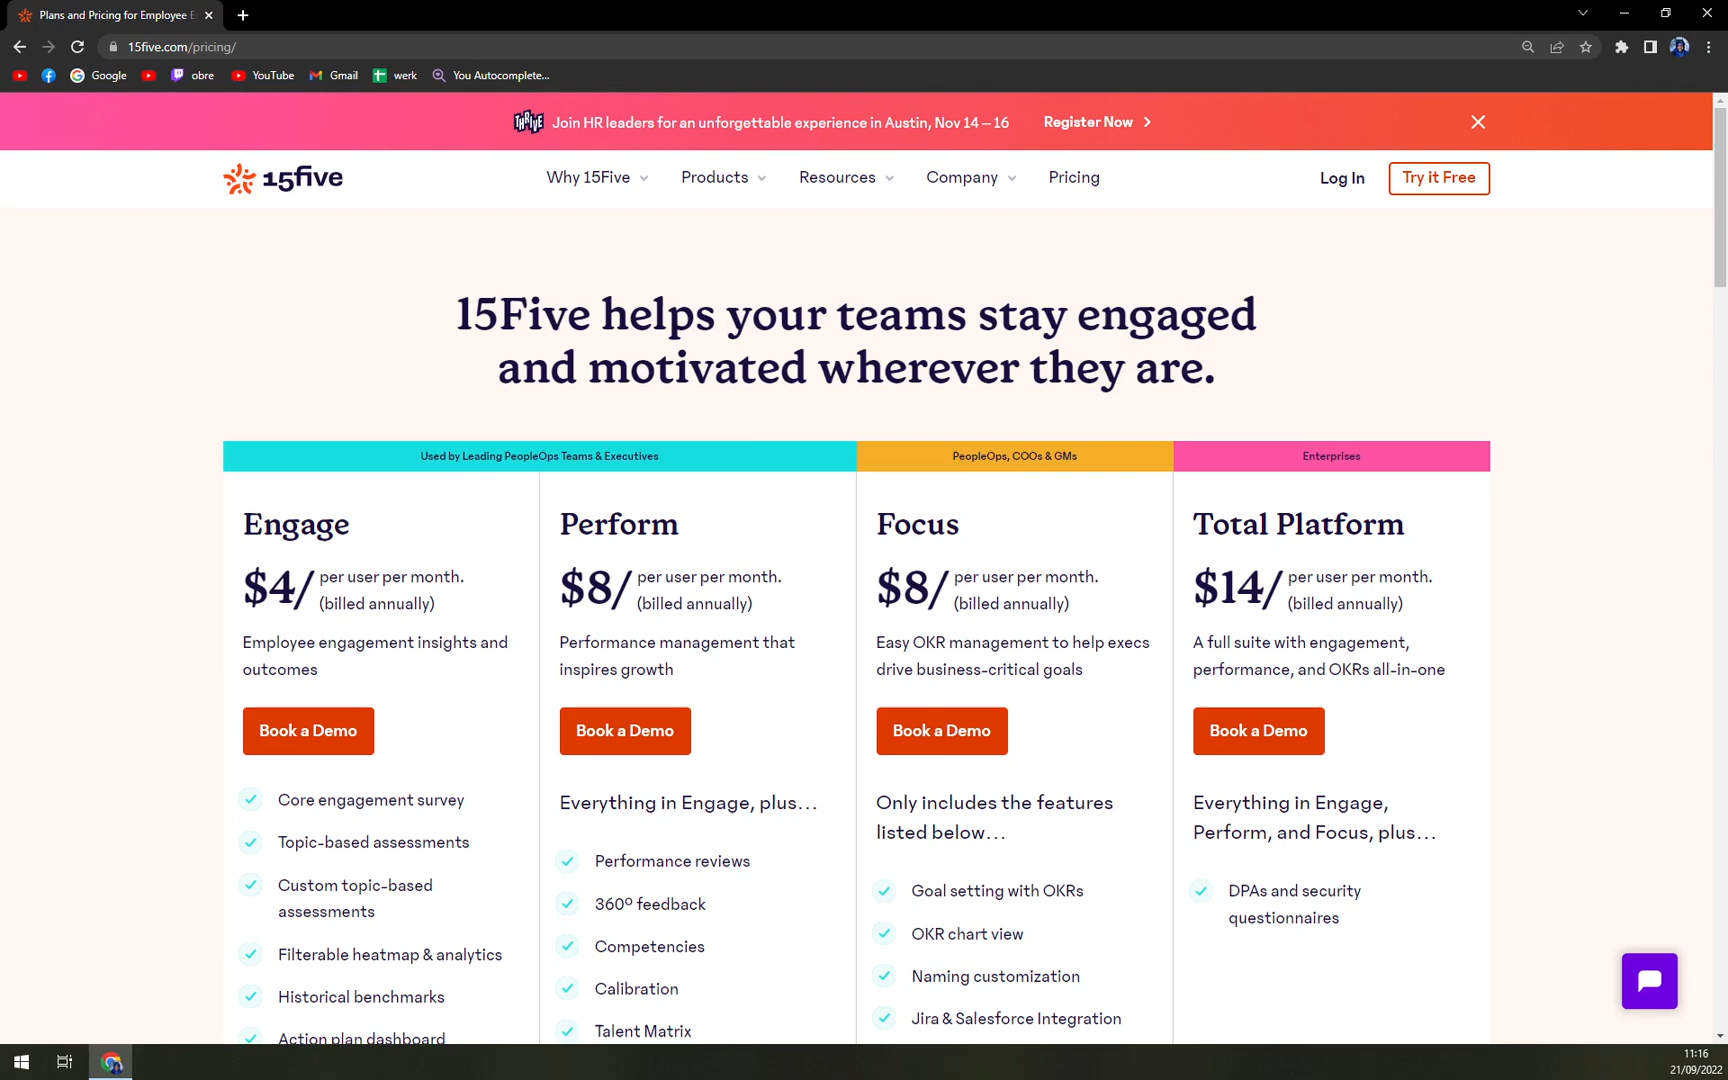 Plans and Pricing for Employee E
15five.com/pricing/
Google
obre
YouTube
Gmail
werk
You Autocomplete...
THRIVE
Join HR leaders for an unforgettable experience in Austin, Nov 14 – 16
Register Now
15five
Why 15Five
Products
Resources
Company
Pricing
Log In
Try it Free
15Five helps your teams stay engaged
and motivated wherever they are.
Used by Leading PeopleOps Teams & Executives
PeopleOps, COOs & GMs
Enterprises
Engage
$4/ per user per month.
(billed annually)
Employee engagement insights and
outcomes
Book a Demo
Core engagement survey
Topic-based assessments
Custom topic-based
assessments
Filterable heatmap & analytics
Historical benchmarks
Action plan dashboard
Perform
$8/ per user per month.
(billed annually)
Performance management that
inspires growth
Book a Demo
Everything in Engage, plus...
Performance reviews
360º feedback
Competencies
Calibration
Talent Matrix
Focus
$8/ per user per month.
(billed annually)
Easy OKR management to help execs
drive business-critical goals
Book a Demo
Only includes the features
listed below...
Goal setting with OKRs
OKR chart view
Naming customization
Jira & Salesforce Integration
Total Platform
$14/ per user per month.
(billed annually)
A full suite with engagement,
performance, and OKRs all-in-one
Book a Demo
Everything in Engage,
Perform, and Focus, plus...
DPAs and security
questionnaires
11:16
21/09/2022